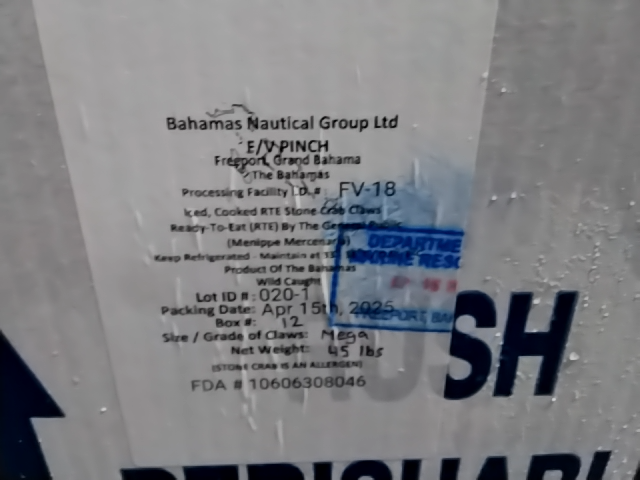 Bahamas Nautical Group Ltd
F/V PINCH
Freeport, Grand Bahama
The Bahamas
Processing Facility I.D. # FV-18
Iced, Cooked RTE Stone Crab Claws
Ready-To-Eat (RTE) By The General Public
(Menippe Mercenaria)
Keep Refrigerated - Maintain at
Product Of The Bahamas
Wild Caught
Lot ID #: 020-1
Packing Date: Apr 15th, 2025
Box #: 12
Size / Grade of Claws: Mega
Net Weight: 45 lbs
(STONE CRAB IS AN ALLERGEN)
FDA # 10606308046
DEPARTME
MARINE RESO
FREEPORT, BAH
SH
PERISHABL